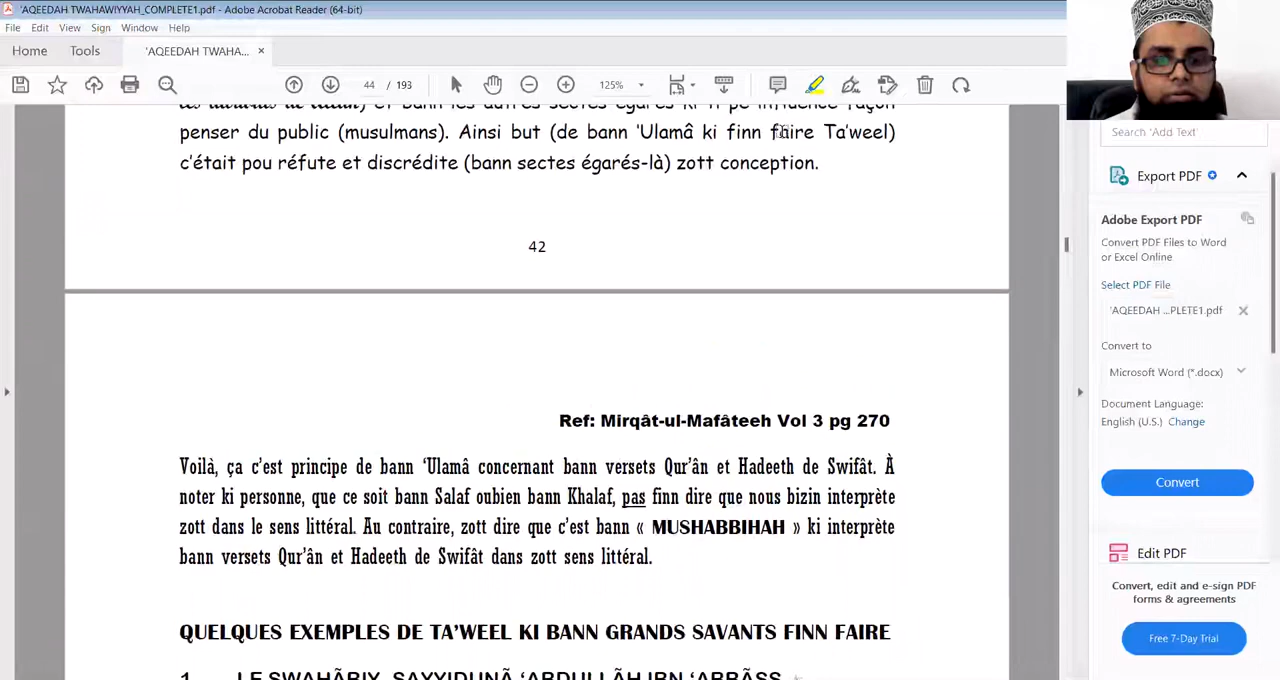 'AQEEDAH TWAHAWIYYAH_COMPLETE1.pdf - Adobe Acrobat Reader (64-bit)
File Edit View Sign Window Help
Home Tools 'AQEEDAH TWAHA... ×
44 / 193 125%
et bann les autres sectes égarés ki ti pe influence façon
penser du public (musulmans). Ainsi but (de bann 'Ulamâ ki finn faire Ta'weel)
c'était pou réfute et discrédite (bann sectes égarés-là) zott conception.
42
Ref: Mirqât-ul-Mafâteeh Vol 3 pg 270
Voilà, ça c'est principe de bann 'Ulamâ concernant bann versets Qur'ân et Hadeeth de Swifât. À
noter ki personne, que ce soit bann Salaf oubien bann Khalaf, pas finn dire que nous bizin interprète
zott dans le sens littéral. Au contraire, zott dire que c'est bann « MUSHABBIHAH » ki interprète
bann versets Qur'ân et Hadeeth de Swifât dans zott sens littéral.
QUELQUES EXEMPLES DE TA'WEEL KI BANN GRANDS SAVANTS FINN FAIRE
1. LE SWAHÃBIY, SAYYIDUNÃ 'ABDULLÃH IBN 'ABBÃSS
Search 'Add Text'
Export PDF
Adobe Export PDF
Convert PDF Files to Word
or Excel Online
Select PDF File
'AQEEDAH ...PLETE1.pdf
Convert to
Microsoft Word (*.docx)
Document Language:
English (U.S.) Change
Convert
Edit PDF
Convert, edit and e-sign PDF
forms & agreements
Free 7-Day Trial